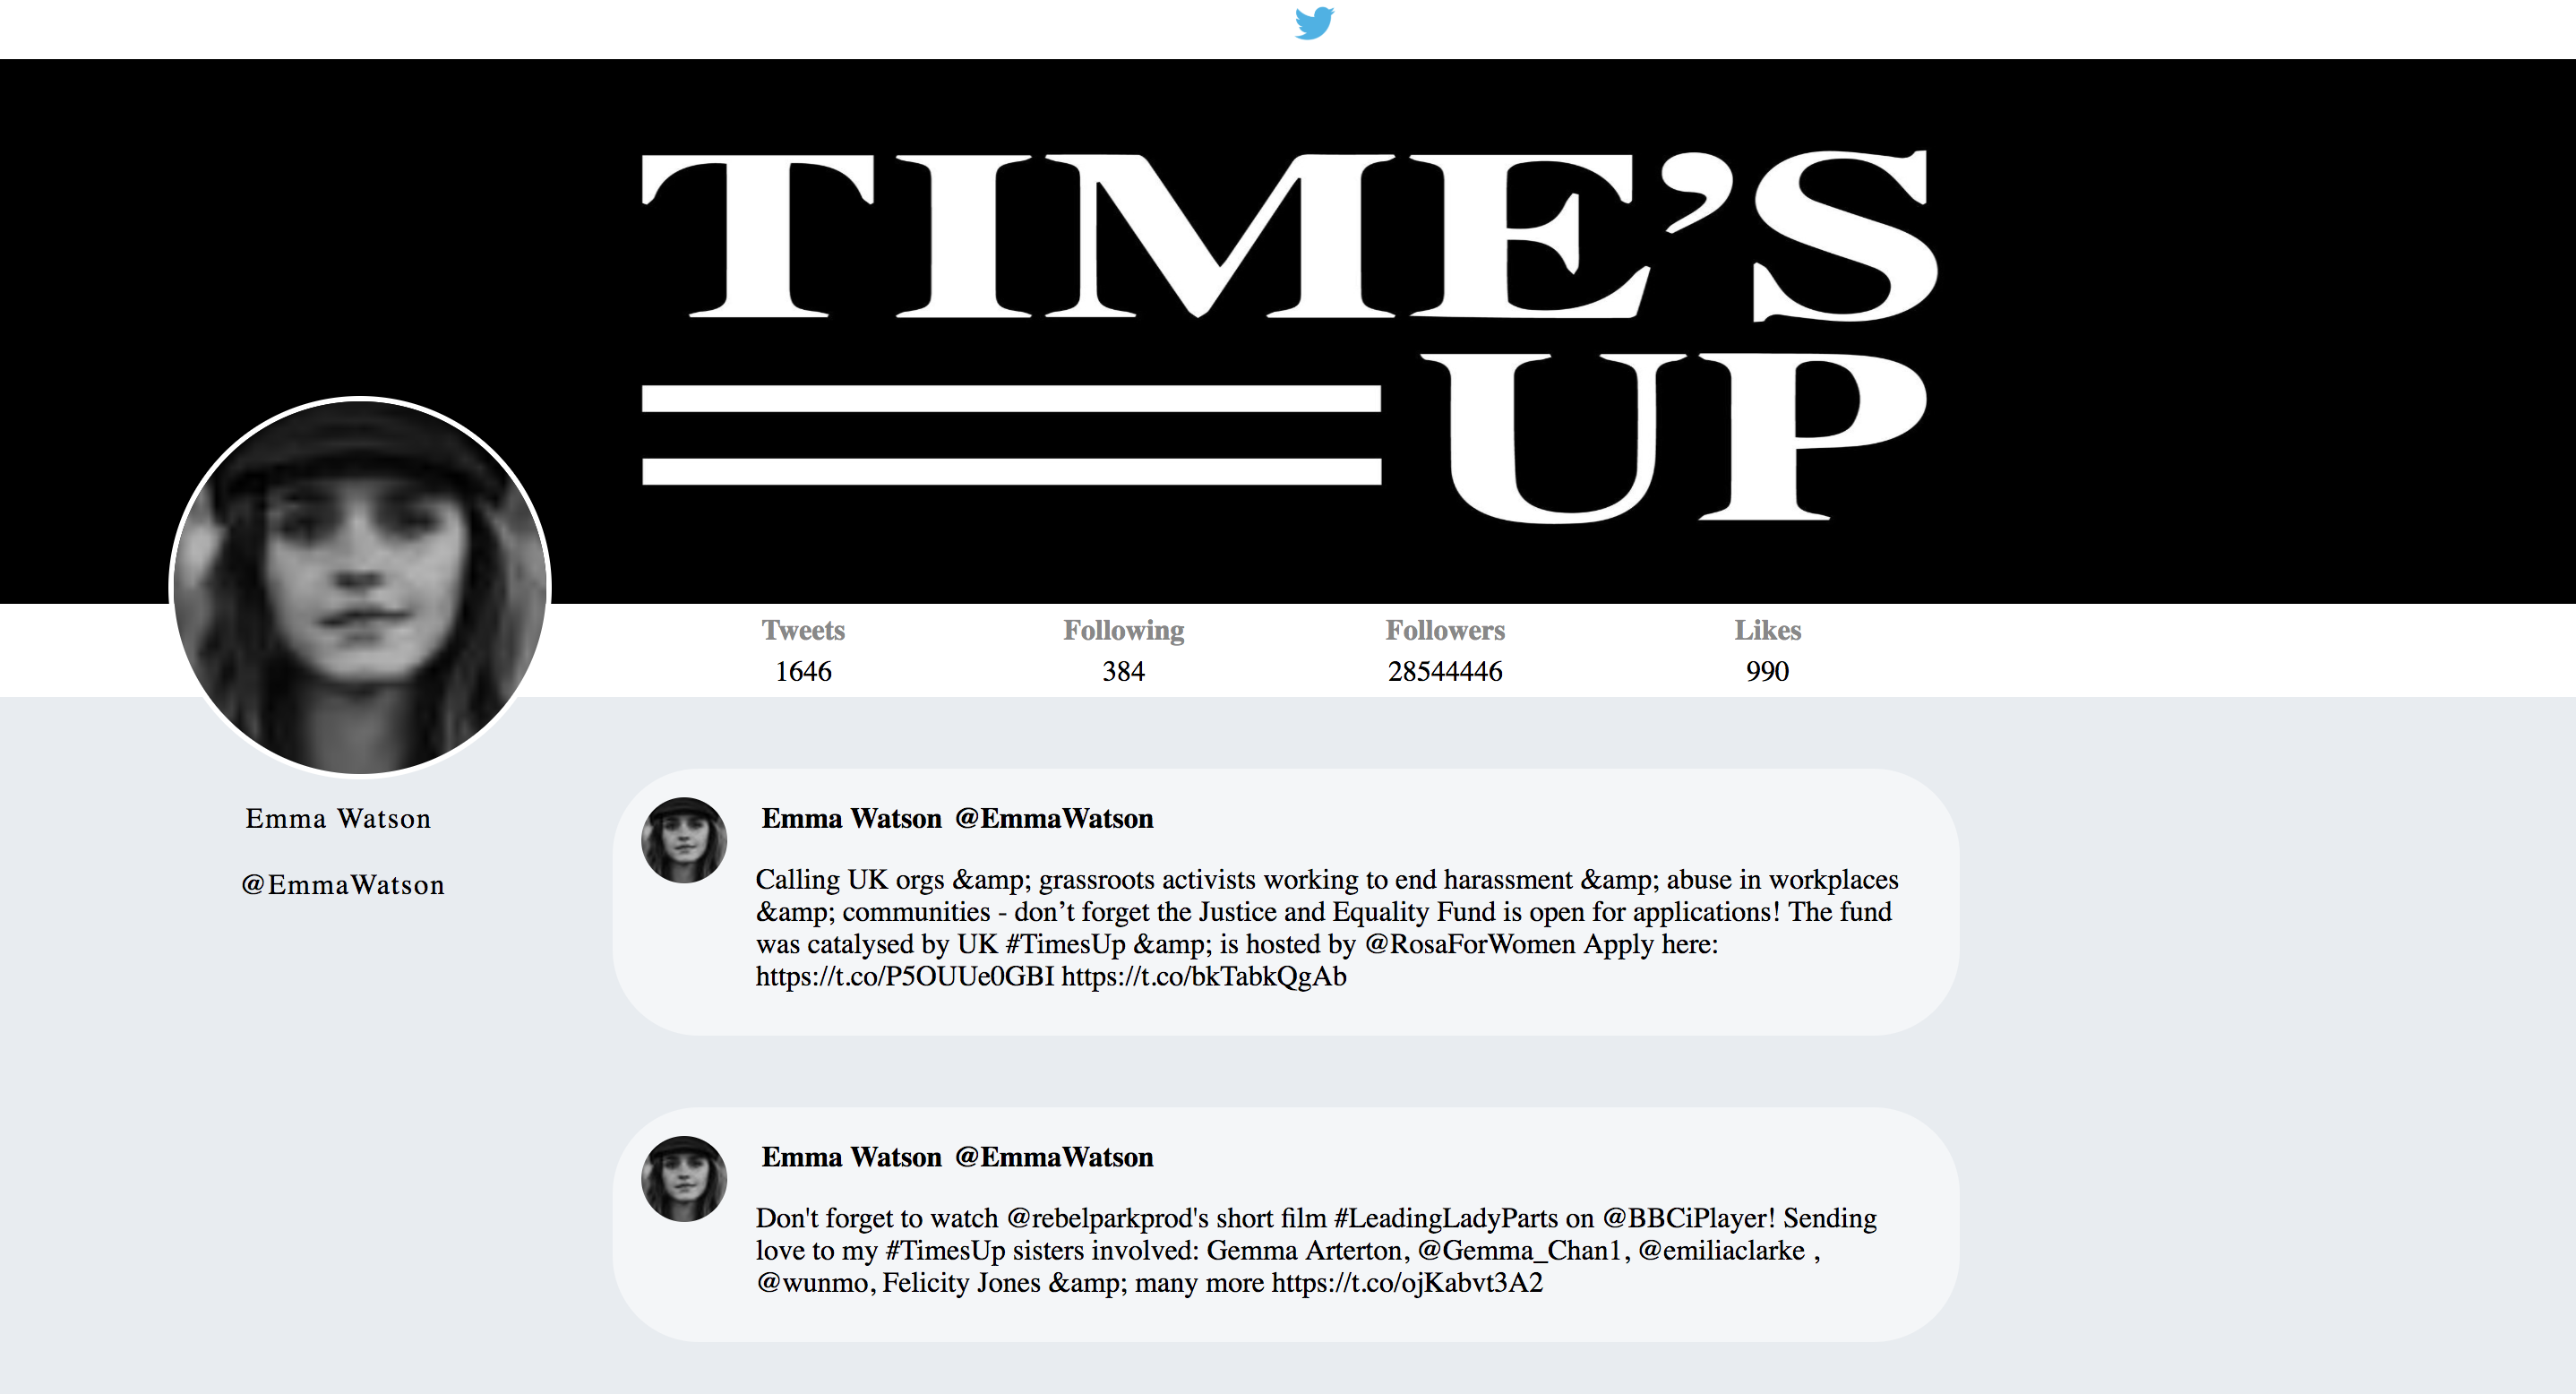 TIME’S
UP
Tweets Following Followers Likes
1646 384 28544446 990
Emma Watson
@EmmaWatson
Emma Watson @EmmaWatson
Calling UK orgs &amp; grassroots activists working to end harassment &amp; abuse in workplaces
&amp; communities - don’t forget the Justice and Equality Fund is open for applications! The fund
was catalysed by UK #TimesUp &amp; is hosted by @RosaForWomen Apply here:
https://t.co/P5OUUe0GBI https://t.co/bkTabkQgAb
Emma Watson @EmmaWatson
Don't forget to watch @rebelparkprod's short film #LeadingLadyParts on @BBCiPlayer! Sending
love to my #TimesUp sisters involved: Gemma Arterton, @Gemma_Chan1, @emiliaclarke ,
@wunmo, Felicity Jones &amp; many more https://t.co/ojKabvt3A2